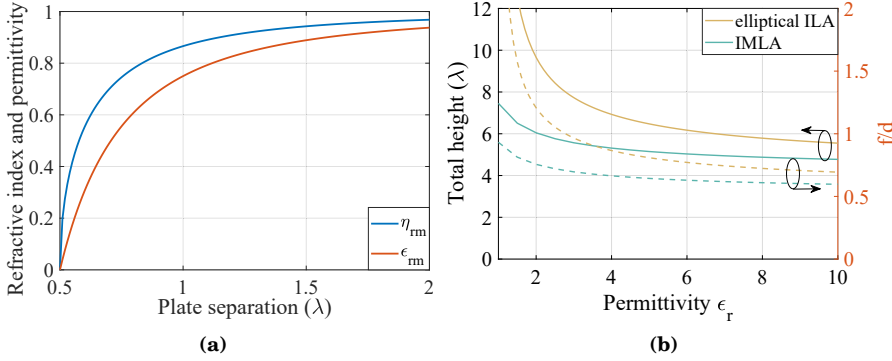 Refractive index and permittivity
1
0.8
0.6
0.4
0.2
0
0.5
1
1.5
2
Plate separation (λ)
η_rm
ϵ_rm
(a)
Total height (λ)
12
10
8
6
4
2
0
2
4
6
8
10
Permittivity ϵ_r
elliptical ILA
IMLA
2
1.5
1
0.5
0
f/d
(b)